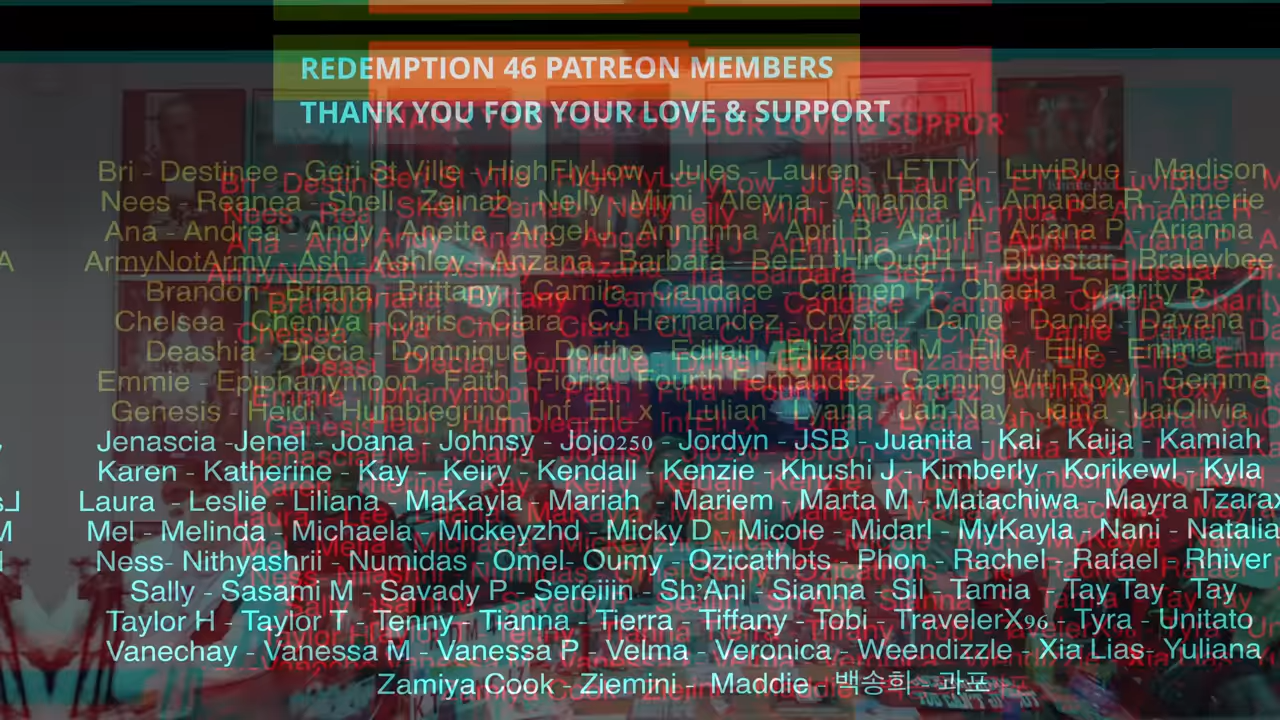 REDEMPTION 46 PATREON MEMBERS
THANK YOU FOR YOUR LOVE & SUPPORT
Bri - Destinee - Geri St Ville - HighFlyLow - Jules - Lauren - LETTY - LuviBlue - Madison
Nees - Reanea - Shell - Zainab - Nelly - Mimi - Aleyna - Amanda P - Amanda R - Amerie
Ana - Andrea - Andy - Anette - Angel J - Annnnna - April B - April F - Ariana P - Arianna
ArmyNotArmy - Ash - Ashley - Anzana - Barbara - BeEn tHrOugH L - Bluestar - Braleybee
Brandon - Briana - Brittany - Camila - Candace - Carmen R - Chaela - Charity B
Chelsea - Cheniya - Chris - Ciara - CJ Hernandez - Crystal - Danie - Daniel - Dayana
Deashia - Dlecia - Domnique - Dorthe - Edilain - Elizabeth M - Elle - Ellie - Emma
Emmie - Epiphanymoon - Faith - Fiona - Fourth Fernandez - GamingWithRoxy - Gemma
Genesis - Heidi - Humblegrind - Inf_Eli_x - Iulian - Iyana - Jah-Nay - Jaina - JaiOlivia
Jenascia -Jenel - Joana - Johnsy - Jojo250 - Jordyn - JSB - Juanita - Kai - Kaija - Kamiah
Karen - Katherine - Kay - Keiry - Kendall - Kenzie - Khushi J - Kimberly - Korikewl - Kyla
Laura - Leslie - Liliana - MaKayla - Mariah - Mariem - Marta M - Matachiwa - Mayra Tzarax
Mel - Melinda - Michaela - Mickeyzhd - Micky D - Micole - Midarl - MyKayla - Nani - Natalia
Ness- Nithyashrii - Numidas - Omel- Oumy - Ozicathbts - Phon - Rachel - Rafael - Rhiver
Sally - Sasami M - Savady P - Sereiiin - Sh'Ani - Sianna - Sil - Tamia - Tay Tay - Tay
Taylor H - Taylor T - Tenny - Tianna - Tierra - Tiffany - Tobi - TravelerX96 - Tyra - Unitato
Vanechay - Vanessa M - Vanessa P - Velma - Veronica - Weendizzle - Xia Lias- Yuliana
Zamiya Cook - Ziemini - Maddie - 백송희 - 과포